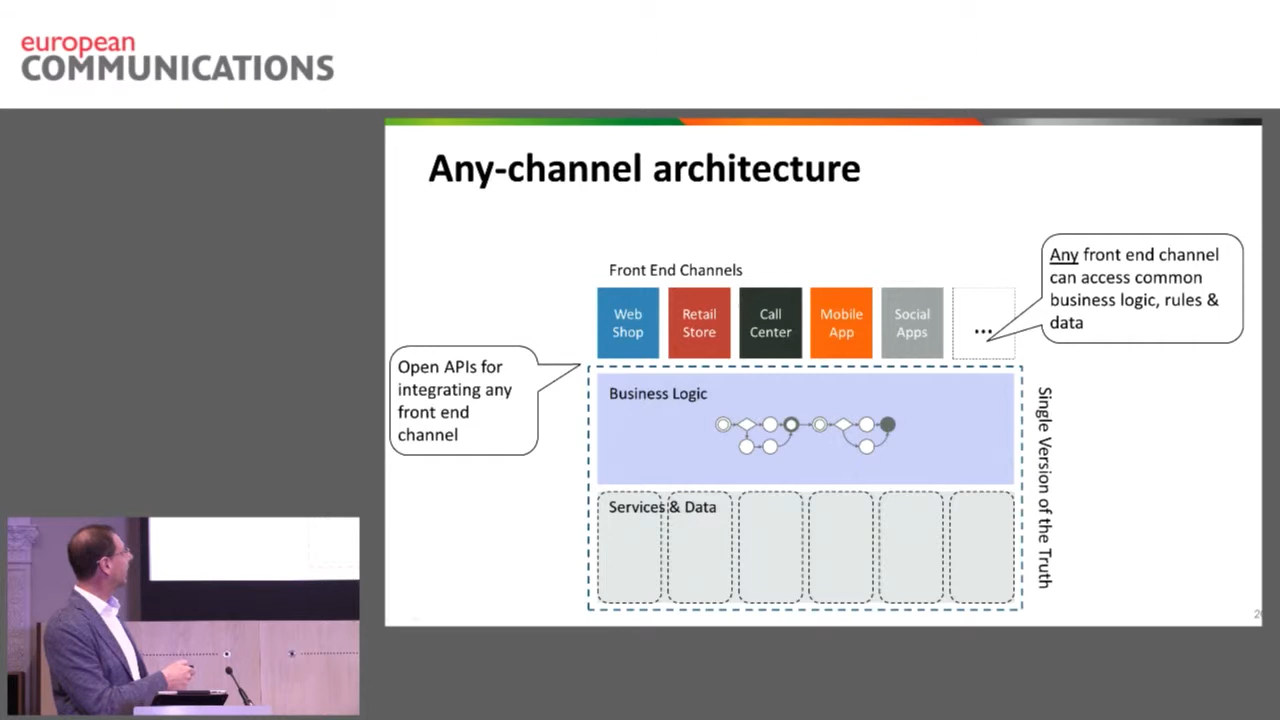 european
COMMUNICATIONS
Any-channel architecture
Front End Channels
Web
Shop
Retail
Store
Call
Center
Mobile
App
Social
Apps
...
Any front end channel
can access common
business logic, rules &
data
Open APIs for
integrating any
front end
channel
Business Logic
Services & Data
Single Version of the Truth